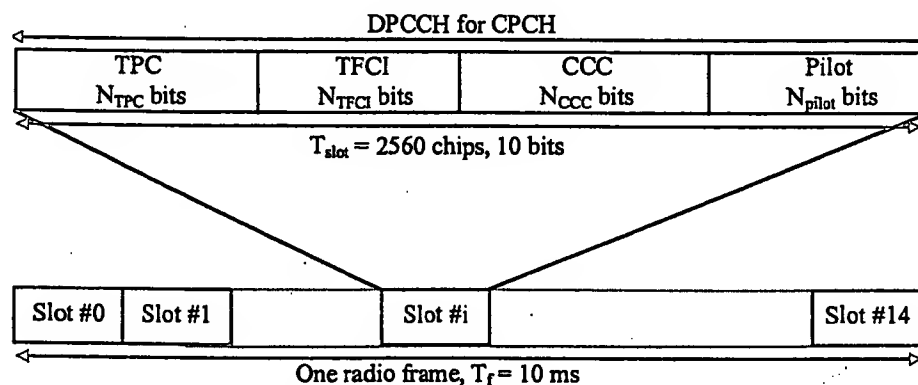 DPCCH for CPCH
TPC TFCI CCC Pilot
N_TPC bits N_TFCI bits N_CCC bits N_pilot bits
T_slot = 2560 chips, 10 bits
Slot #0 Slot #1 Slot #i Slot #14
One radio frame, T_f = 10 ms